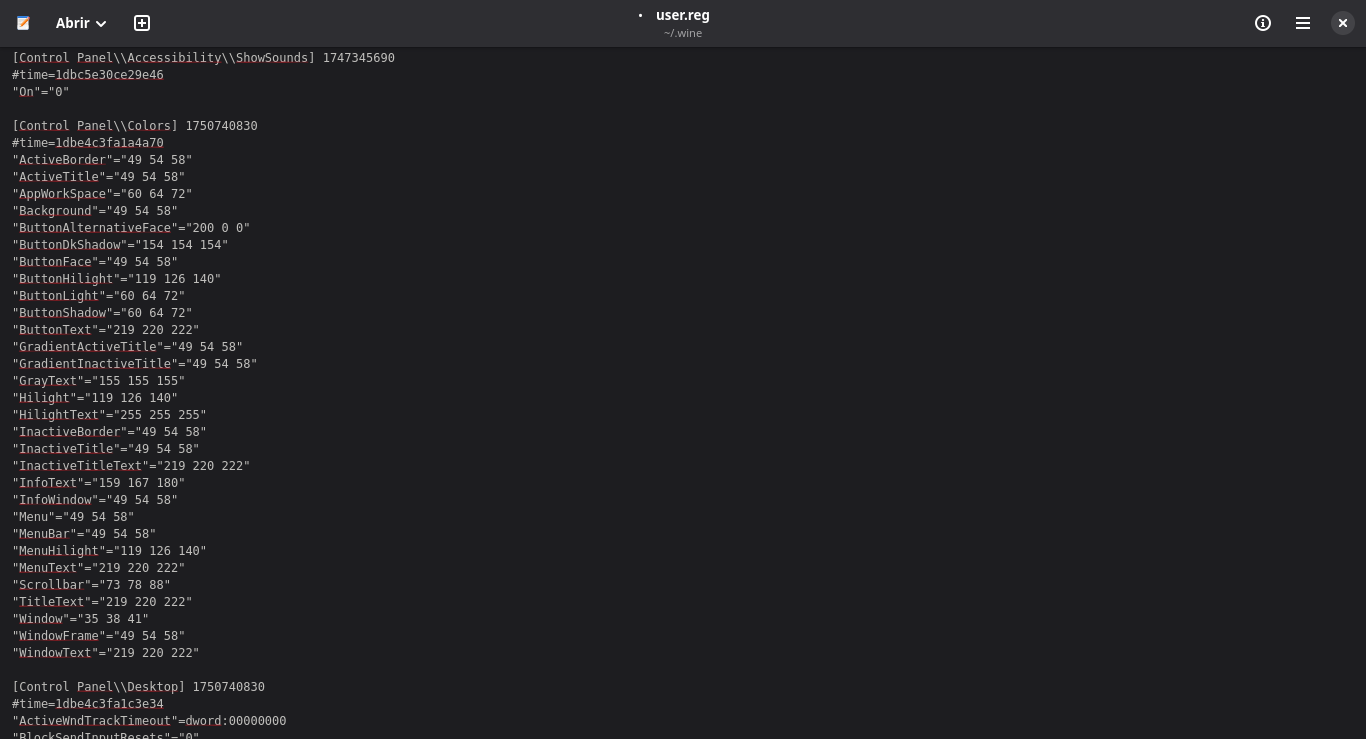 Abrir
• user.reg
~/.wine
[Control Panel\\Accessibility\\ShowSounds] 1747345690
#time=1dbc5e30ce29e46
"On"="0"
[Control Panel\\Colors] 1750740830
#time=1dbe4c3fa1a4a70
"ActiveBorder"="49 54 58"
"ActiveTitle"="49 54 58"
"AppWorkSpace"="60 64 72"
"Background"="49 54 58"
"ButtonAlternativeFace"="200 0 0"
"ButtonDkShadow"="154 154 154"
"ButtonFace"="49 54 58"
"ButtonHilight"="119 126 140"
"ButtonLight"="60 64 72"
"ButtonShadow"="60 64 72"
"ButtonText"="219 220 222"
"GradientActiveTitle"="49 54 58"
"GradientInactiveTitle"="49 54 58"
"GrayText"="155 155 155"
"Hilight"="119 126 140"
"HilightText"="255 255 255"
"InactiveBorder"="49 54 58"
"InactiveTitle"="49 54 58"
"InactiveTitleText"="219 220 222"
"InfoText"="159 167 180"
"InfoWindow"="49 54 58"
"Menu"="49 54 58"
"MenuBar"="49 54 58"
"MenuHilight"="119 126 140"
"MenuText"="219 220 222"
"Scrollbar"="73 78 88"
"TitleText"="219 220 222"
"Window"="35 38 41"
"WindowFrame"="49 54 58"
"WindowText"="219 220 222"
[Control Panel\\Desktop] 1750740830
#time=1dbe4c3fa1c3e34
"ActiveWndTrackTimeout"=dword:00000000
"BlockSendInputResets"="0"